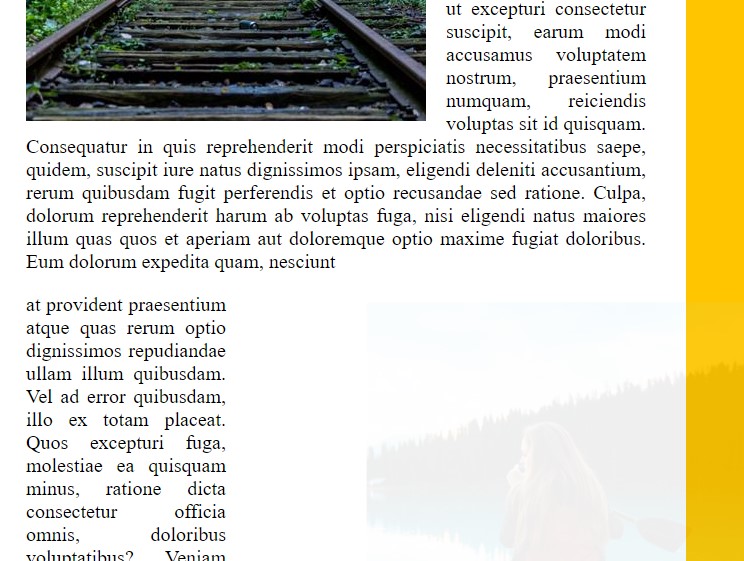 ut excepturi consectetur
suscipit, earum modi
accusamus voluptatem
nostrum, praesentium
numquam, reiciendis
voluptas sit id quisquam.
Consequatur in quis reprehenderit modi perspiciatis necessitatibus saepe,
quidem, suscipit iure natus dignissimos ipsam, eligendi deleniti accusantium,
rerum quibusdam fugit perferendis et optio recusandae sed ratione. Culpa,
dolorum reprehenderit harum ab voluptas fuga, nisi eligendi natus maiores
illum quas quos et aperiam aut doloremque optio maxime fugiat doloribus.
Eum dolorum expedita quam, nesciunt
at provident praesentium
atque quas rerum optio
dignissimos repudiandae
ullam illum quibusdam.
Vel ad error quibusdam,
illo ex totam placeat.
Quos excepturi fuga,
molestiae ea quisquam
minus, ratione dicta
consectetur officia
omnis, doloribus
voluptatibus? Veniam